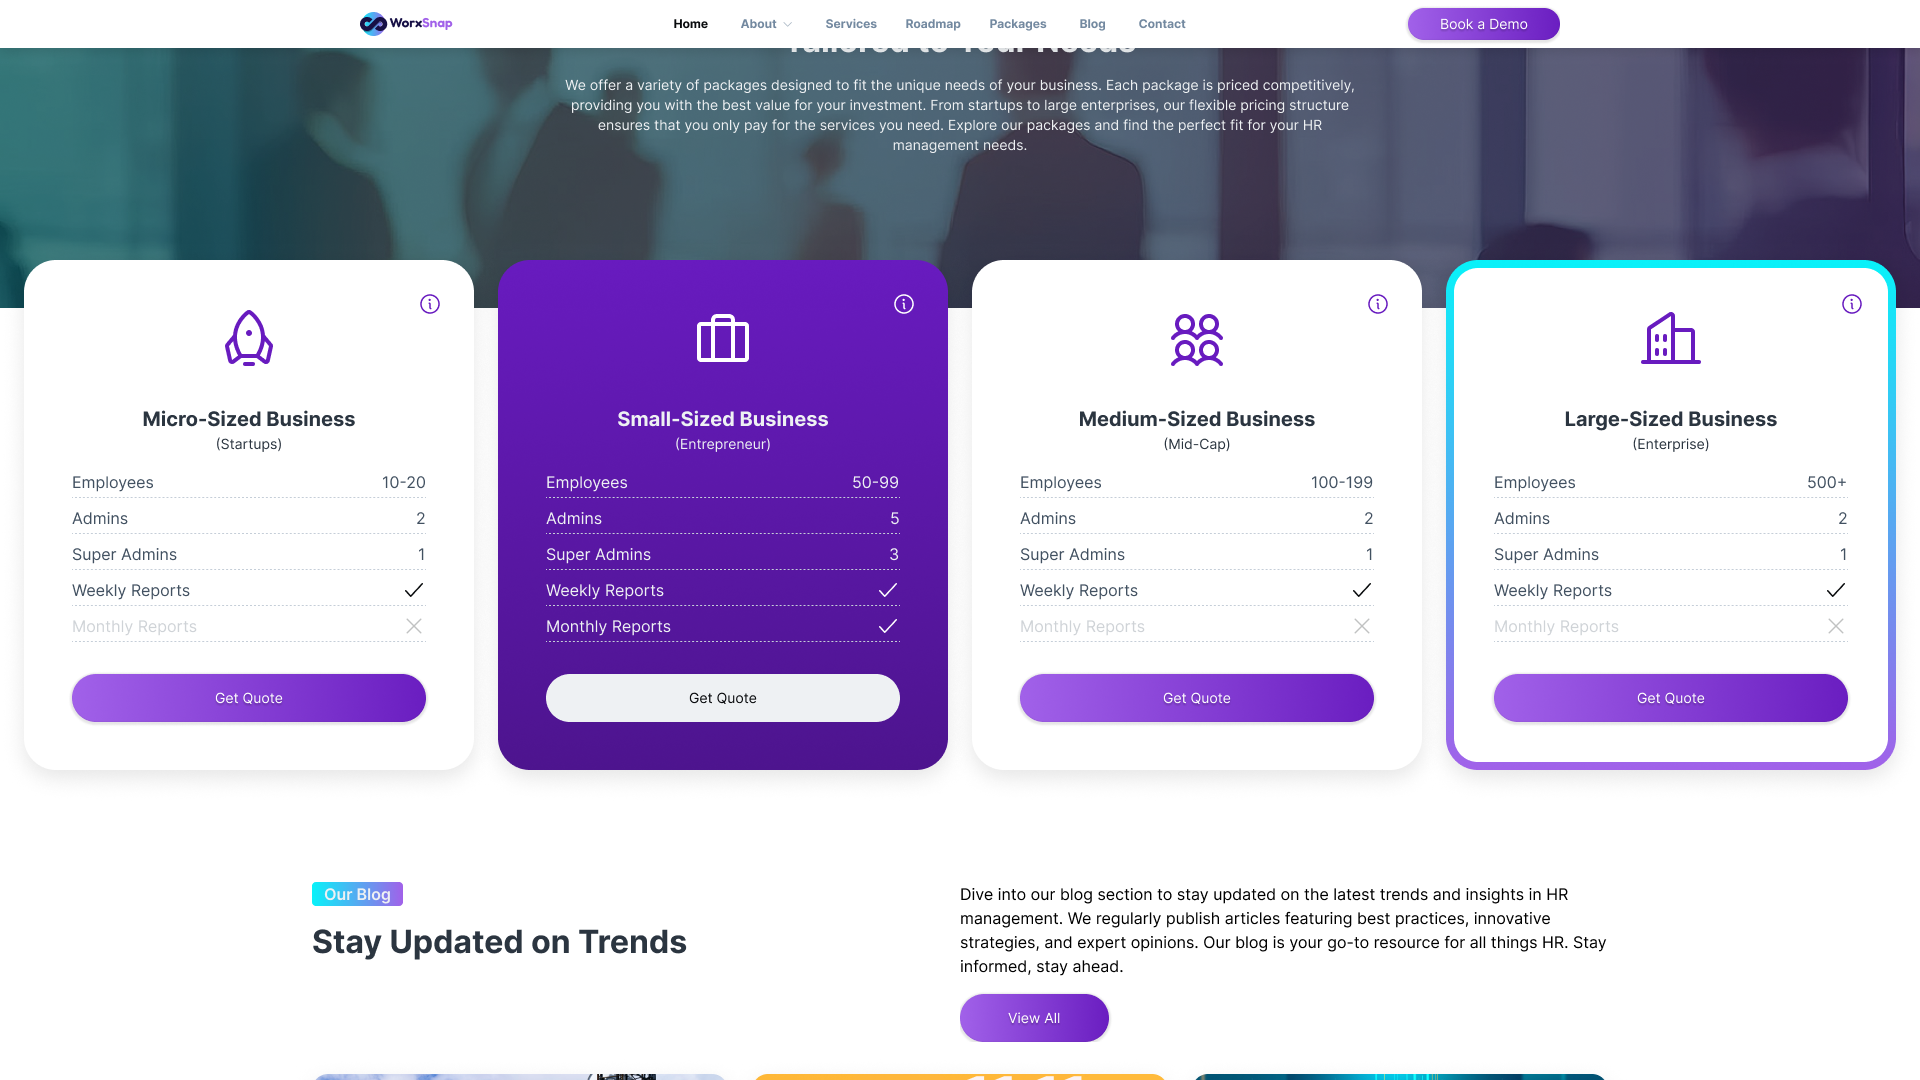 WorxSnap
Home
About
Services
Roadmap
Packages
Blog
Contact
Book a Demo
Tailored to Your Needs
We offer a variety of packages designed to fit the unique needs of your business. Each package is priced competitively,
providing you with the best value for your investment. From startups to large enterprises, our flexible pricing structure
ensures that you only pay for the services you need. Explore our packages and find the perfect fit for your HR
management needs.
Micro-Sized Business
(Startups)
Employees 10-20
Admins 2
Super Admins 1
Weekly Reports
Monthly Reports
Get Quote
Small-Sized Business
(Entrepreneur)
Employees 50-99
Admins 5
Super Admins 3
Weekly Reports
Monthly Reports
Get Quote
Medium-Sized Business
(Mid-Cap)
Employees 100-199
Admins 2
Super Admins 1
Weekly Reports
Monthly Reports
Get Quote
Large-Sized Business
(Enterprise)
Employees 500+
Admins 2
Super Admins 1
Weekly Reports
Monthly Reports
Get Quote
Our Blog
Stay Updated on Trends
Dive into our blog section to stay updated on the latest trends and insights in HR
management. We regularly publish articles featuring best practices, innovative
strategies, and expert opinions. Our blog is your go-to resource for all things HR. Stay
informed, stay ahead.
View All